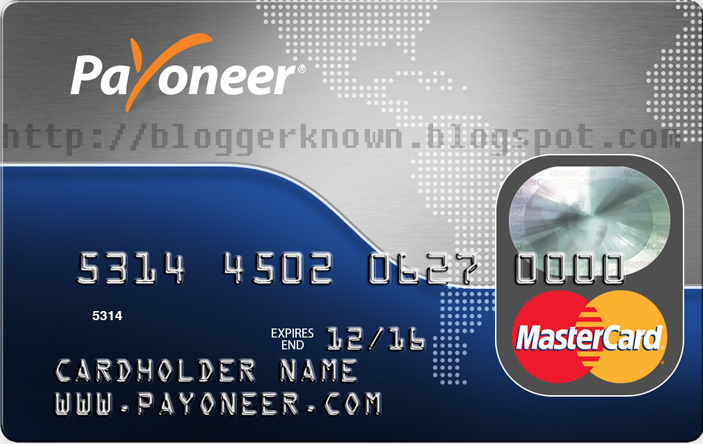 Payoneer®
http://bloggerknown.blogspot.com
MasterCard
5314 4502 0627 0000
5314
EXPIRES END 12/16
MasterCard
CARDHOLDER NAME
WWW.PAYONEER.COM